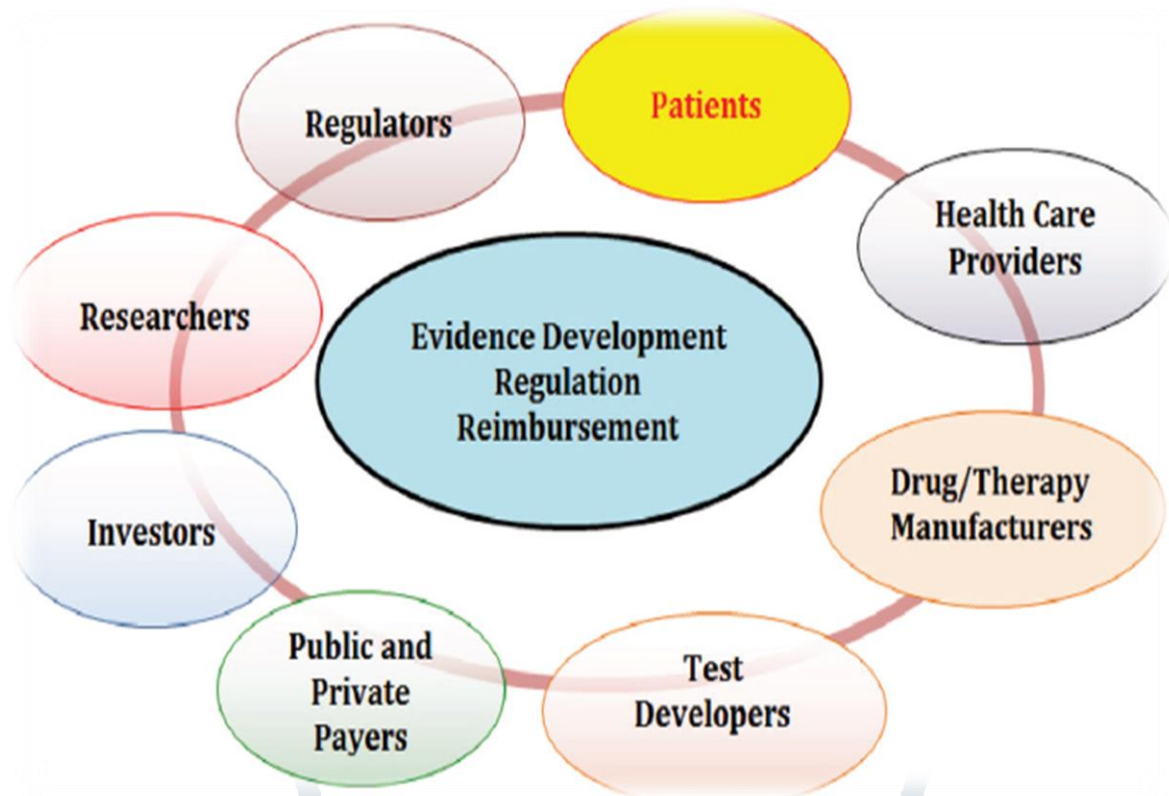 Patients
Health Care
Providers
Drug/Therapy
Manufacturers
Test
Developers
Public and
Private
Payers
Investors
Researchers
Regulators
Evidence Development
Regulation
Reimbursement